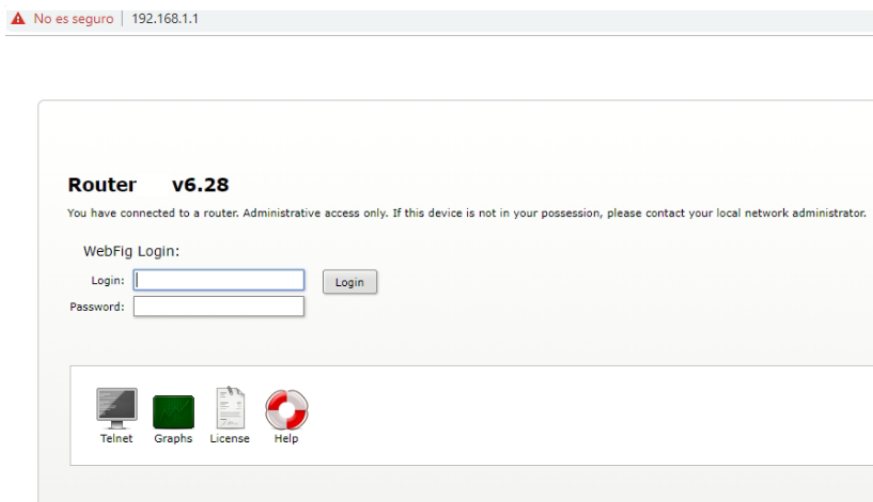 No es seguro | 192.168.1.1
Router v6.28
You have connected to a router. Administrative access only. If this device is not in your possession, please contact your local network administrator.
WebFig Login:
Login:
Login
Password:
Telnet Graphs License Help